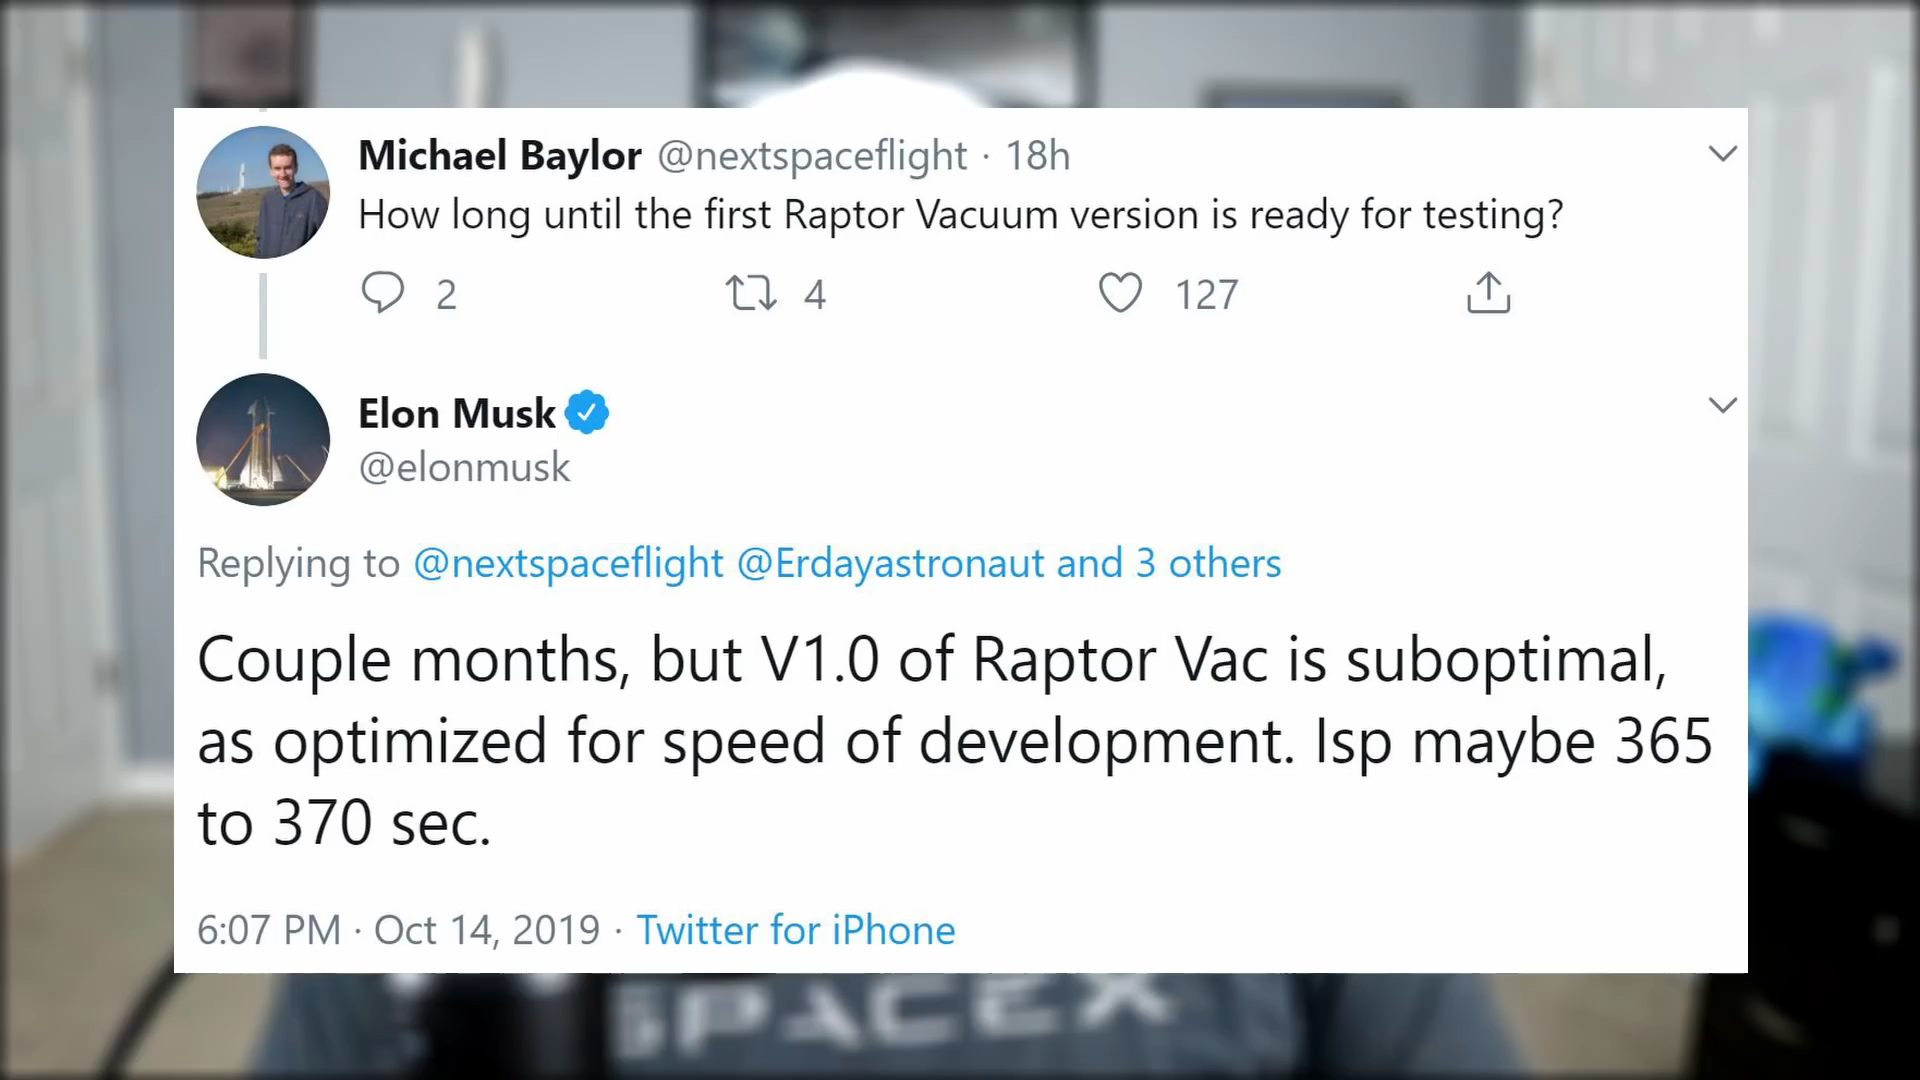 Michael Baylor @nextspaceflight · 18h
How long until the first Raptor Vacuum version is ready for testing?
2 4 127
Elon Musk
@elonmusk
Replying to @nextspaceflight @Erdayastronaut and 3 others
Couple months, but V1.0 of Raptor Vac is suboptimal,
as optimized for speed of development. Isp maybe 365
to 370 sec.
6:07 PM · Oct 14, 2019 · Twitter for iPhone
SPACEX